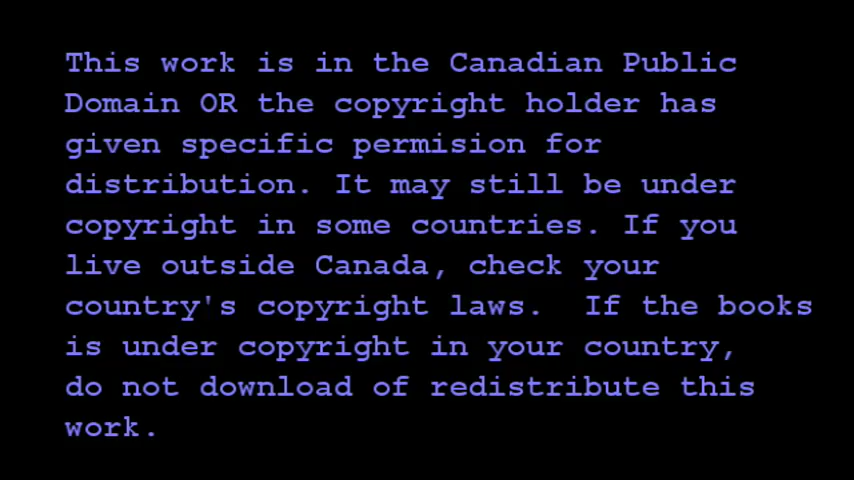 This work is in the Canadian Public
Domain OR the copyright holder has
given specific permision for
distribution. It may still be under
copyright in some countries. If you
live outside Canada, check your
country's copyright laws.  If the books
is under copyright in your country,
do not download of redistribute this
work.